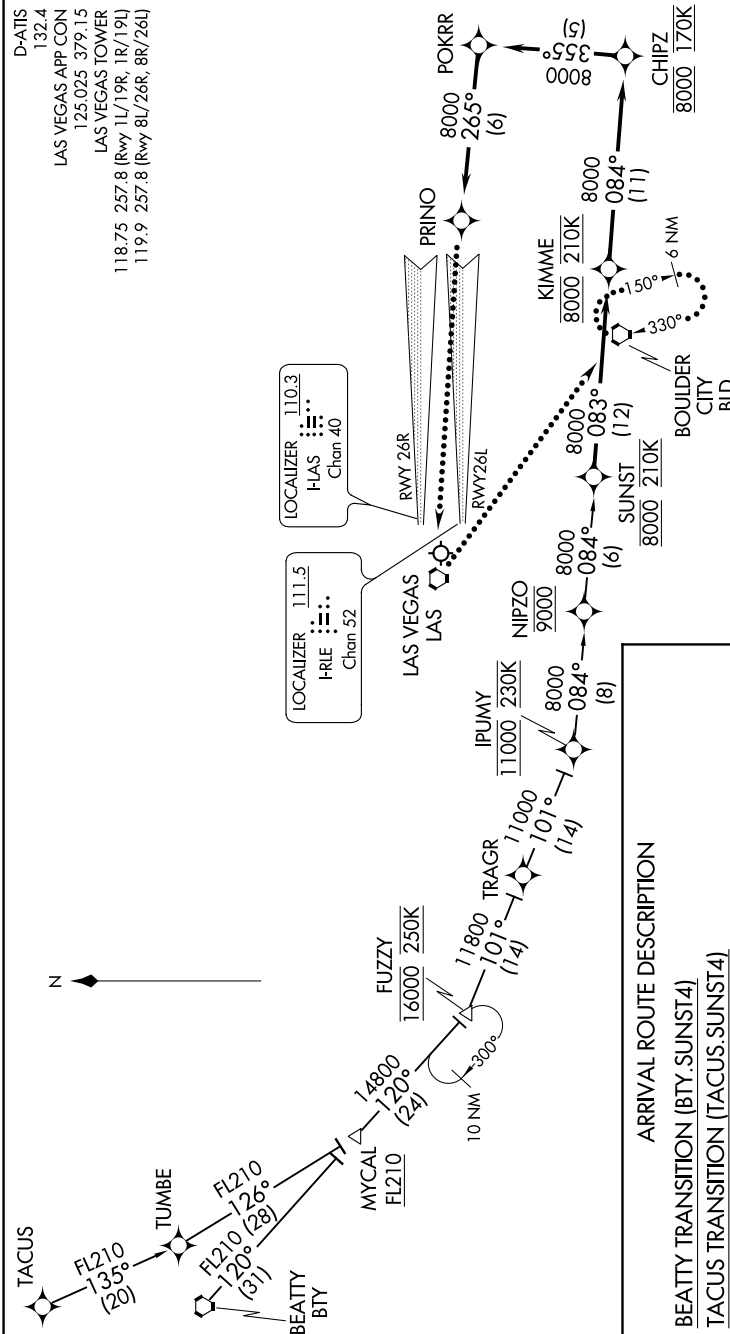 D-ATIS
132.4
LAS VEGAS APP CON
125.025 379.15
LAS VEGAS TOWER
118.75 257.8 (Rwy 1L/19R, 1R/19L)
119.9 257.8 (Rwy 8L/26R, 8R/26L)
N
TACUS
FL210
135°
(20)
TUMBE
FL210
126°
(28)
BEATTY
BTY
FL210
120°
(31)
MYCAL
FL210
14800
120°
(24)
10 NM
300°
FUZZY
16000 250K
11800
101°
(14)
TRAGR
11000
101°
(14)
IPUMY
11000 230K
8000
084°
(8)
NIPZO
9000
8000
084°
(6)
SUNST
8000 210K
8000
083°
(12)
BOULDER
CITY
BLD
330°
150°
6 NM
KIMME
8000 210K
8000
084°
(11)
CHIPZ
8000 170K
8000
355°
(5)
POKRR
8000
265°
(6)
PRINO
RWY 26R
RWY26L
LOCALIZER 110.3
I-LAS
Chan 40
LOCALIZER 111.5
I-RLE
Chan 52
LAS VEGAS
LAS
ARRIVAL ROUTE DESCRIPTION
BEATTY TRANSITION (BTY.SUNST4)
TACUS TRANSITION (TACUS.SUNST4)